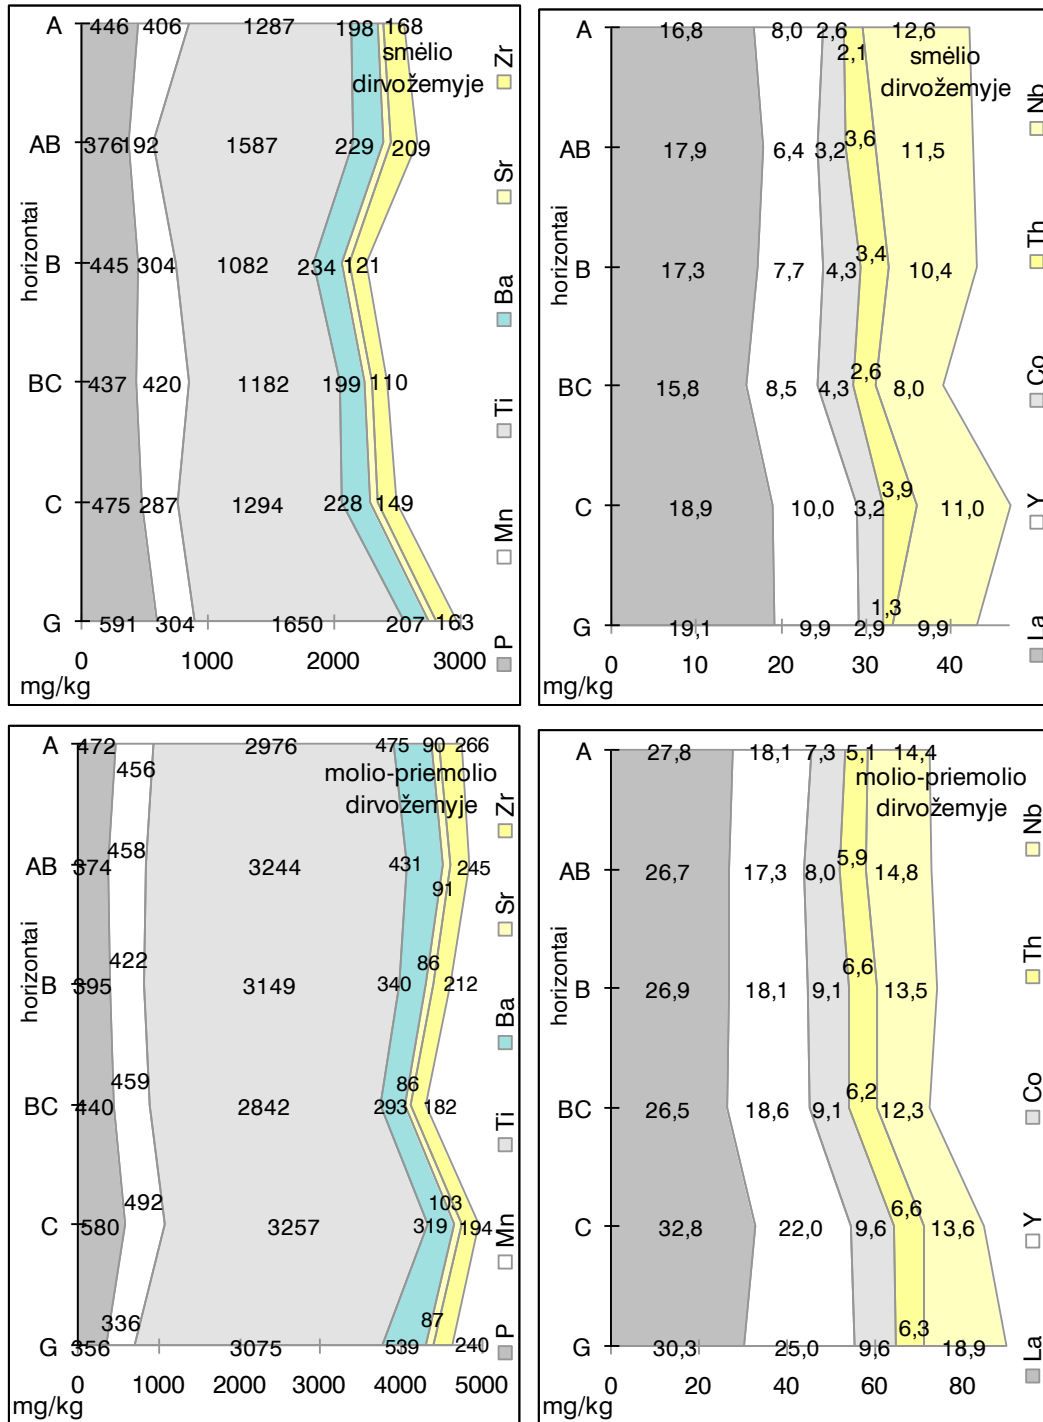 A 446 406 1287 198 168
smėlio
dirvožemyje
AB 376 192 1587 229 209
B 445 304 1082 234 121
BC 437 420 1182 199 110
C 475 287 1294 228 149
G 591 304 1650 207 163
0 1000 2000 3000
mg/kg
horizontai
P Mn Ti Ba Sr Zr
A 16,8 8,0 2,6 2,1 12,6
smėlio
dirvožemyje
AB 17,9 6,4 3,2 3,6 11,5
B 17,3 7,7 4,3 3,4 10,4
BC 15,8 8,5 4,3 2,6 8,0
C 18,9 10,0 3,2 3,9 11,0
G 19,1 9,9 2,9 1,3 9,9
0 10 20 30 40
mg/kg
horizontai
La Y Co Th Nb
A 472 456 2976 475 90 266
molio-priemolio
dirvožemyje
AB 374 458 3244 431 91 245
B 395 422 3149 340 86 212
BC 440 459 2842 293 86 182
C 580 492 3257 319 103 194
G 356 336 3075 539 87 240
0 1000 2000 3000 4000 5000
mg/kg
horizontai
P Mn Ti Ba Sr Zr
A 27,8 18,1 7,3 5,1 14,4
molio-priemolio
dirvožemyje
AB 26,7 17,3 8,0 5,9 14,8
B 26,9 18,1 9,1 6,6 13,5
BC 26,5 18,6 9,1 6,2 12,3
C 32,8 22,0 9,6 6,6 13,6
G 30,3 25,0 9,6 6,3 18,9
0 20 40 60 80
mg/kg
horizontai
La Y Co Th Nb